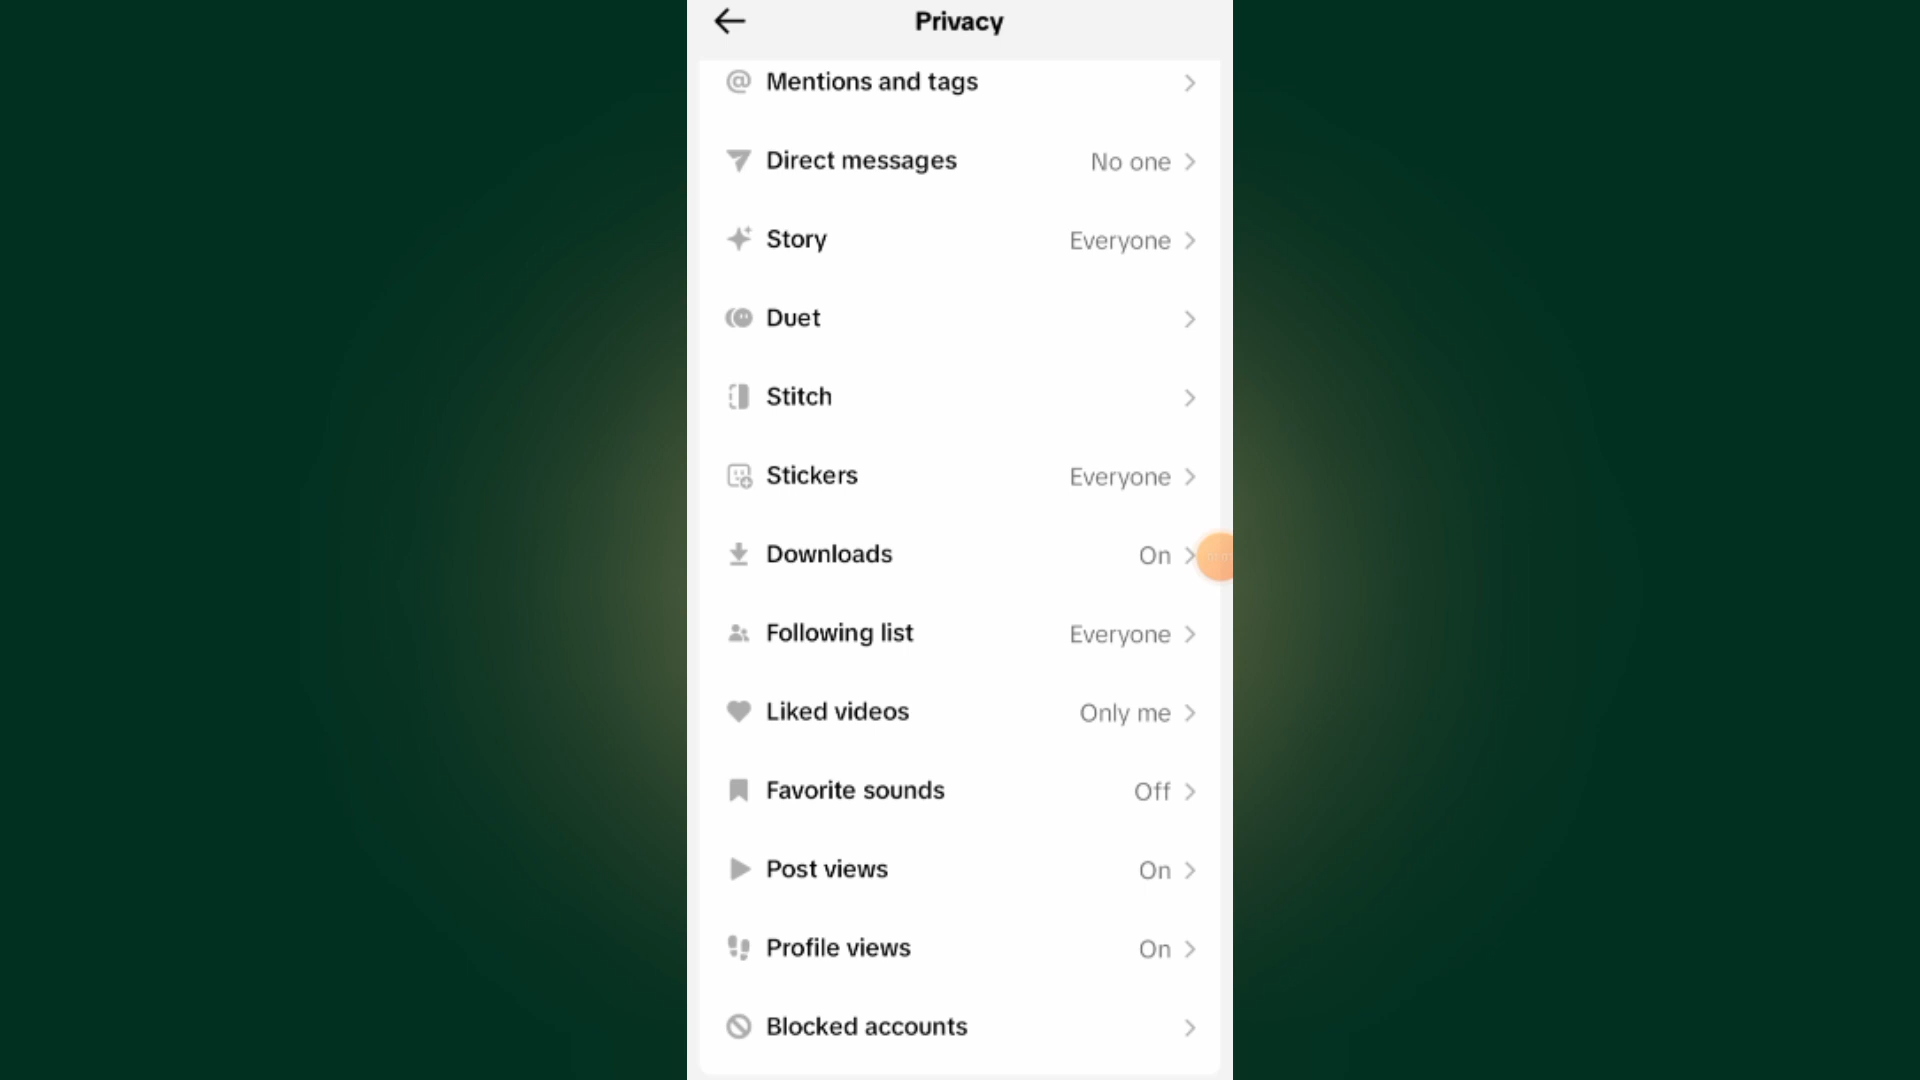 Privacy
Mentions and tags
Direct messages No one
Story Everyone
Duet
Stitch
Stickers Everyone
Downloads On
Following list Everyone
Liked videos Only me
Favorite sounds Off
Post views On
Profile views On
Blocked accounts